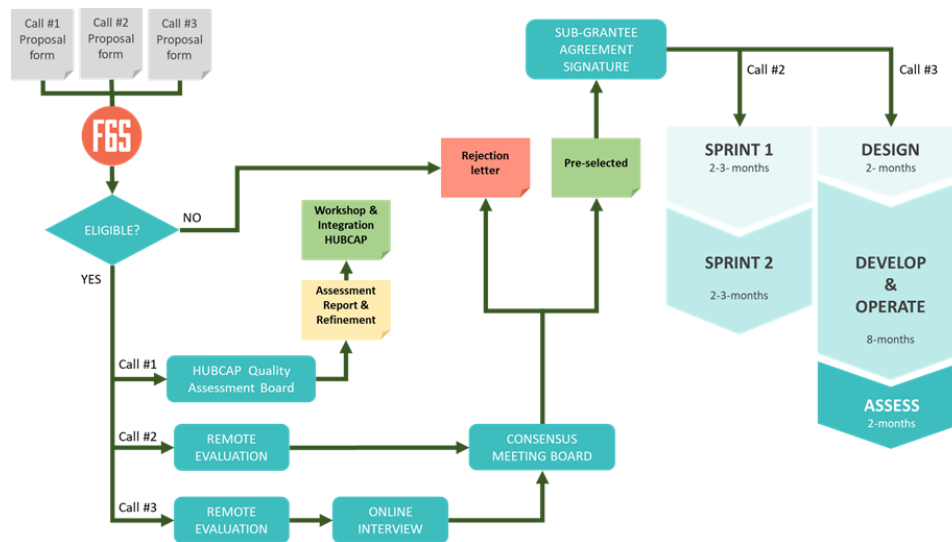 Call #1
Proposal
form
Call #2
Proposal
form
Call #3
Proposal
form
F6S
ELIGIBLE?
NO
YES
Rejection
letter
Pre-selected
SUB-GRANTEE
AGREEMENT
SIGNATURE
Call #2
Call #3
Workshop &
Integration
HUBCAP
Assessment
Report &
Refinement
Call #1
HUBCAP Quality
Assessment Board
Call #2
REMOTE
EVALUATION
CONSENSUS
MEETING BOARD
Call #3
REMOTE
EVALUATION
ONLINE
INTERVIEW
SPRINT 1
2-3- months
SPRINT 2
2-3-months
DESIGN
2- months
DEVELOP
&
OPERATE
8-months
ASSESS
2-months